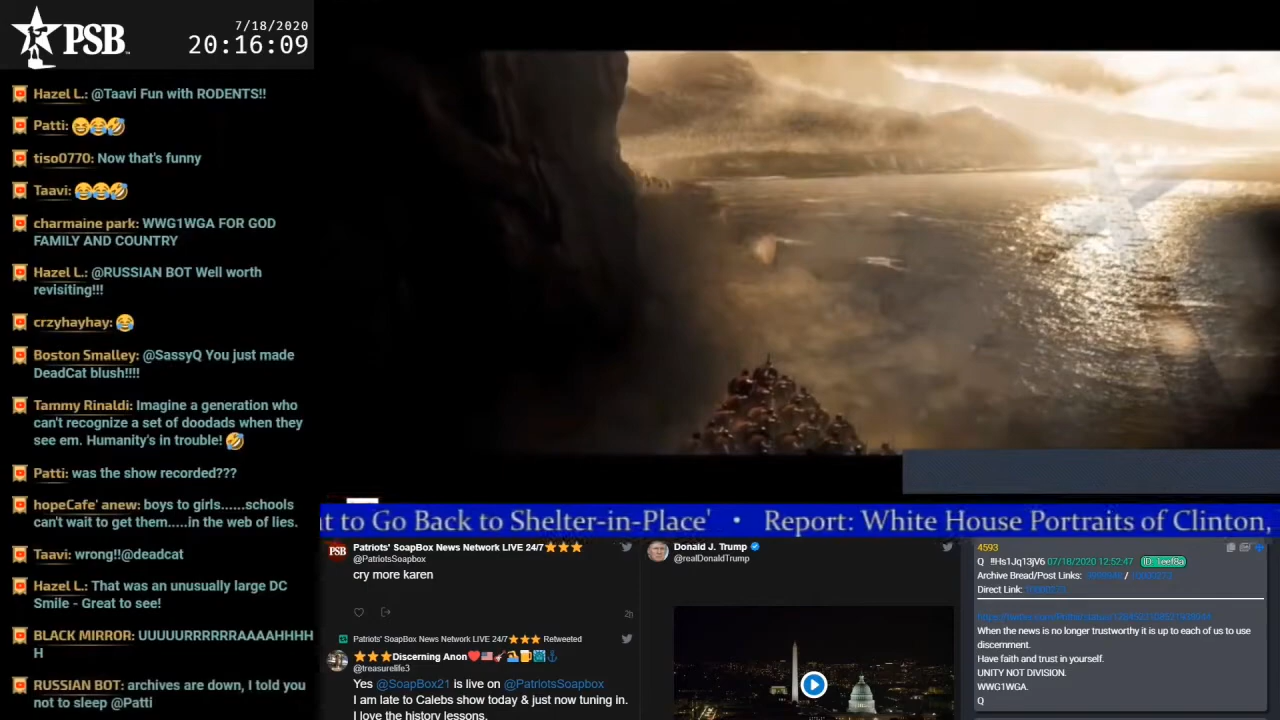 PSB
7/18/2020
20:16:09
Hazel L.: @Taavi Fun with RODENTS!!
Patti: 😆😂🤣
tiso0770: Now that's funny
Taavi: 😂😂🤣
charmaine park: WWG1WGA FOR GOD
FAMILY AND COUNTRY
Hazel L.: @RUSSIAN BOT Well worth
revisiting!!!
crzyhayhay: 😂
Boston Smalley: @SassyQ You just made
DeadCat blush!!!!
Tammy Rinaldi: Imagine a generation who
can't recognize a set of doodads when they
see em. Humanity's in trouble! 🤣
Patti: was the show recorded???
hopeCafe' anew: boys to girls......schools
can't wait to get them.....in the web of lies.
Taavi: wrong!!@deadcat
Hazel L.: That was an unusually large DC
Smile - Great to see!
BLACK MIRROR: UUUURRRRRRAAAAHHHH
H
RUSSIAN BOT: archives are down, I told you
not to sleep @Patti
t to Go Back to Shelter-in-Place' • Report: White House Portraits of Clinton,
PSB Patriots' SoapBox News Network LIVE 24/7⭐⭐⭐
@PatriotsSoapbox
cry more karen
2h
Patriots' SoapBox News Network LIVE 24/7⭐⭐⭐ Retweeted
⭐⭐⭐Discerning Anon
@treasurelife3
Yes @SoapBox21 is live on @PatriotsSoapbox
I am late to Calebs show today & just now tuning in.
I love the history lessons.
Donald J. Trump
@realDonaldTrump
4593
Q !!Hs1Jq13jV6 07/18/2020 12:52:47 ID: 1eef8a
Archive Bread/Post Links: /
Direct Link:
When the news is no longer trustworthy it is up to each of us to use
discernment.
Have faith and trust in yourself.
UNITY NOT DIVISION.
WWG1WGA.
Q